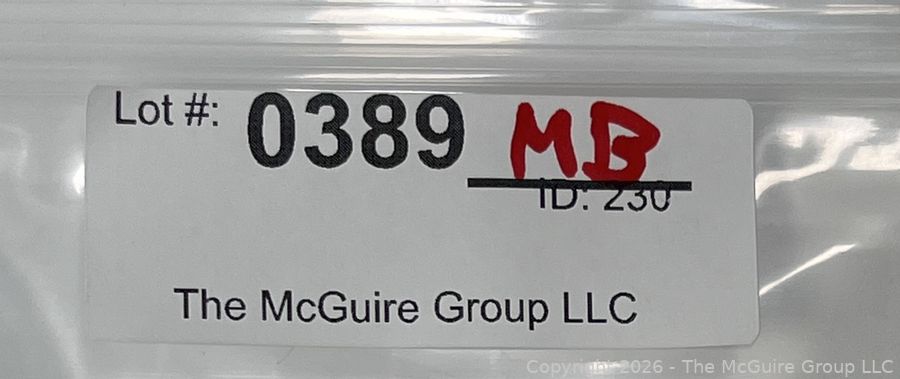 Lot #: 0389 MB
ID: 230
The McGuire Group LLC
Copyright 2026 - The McGuire Group LLC